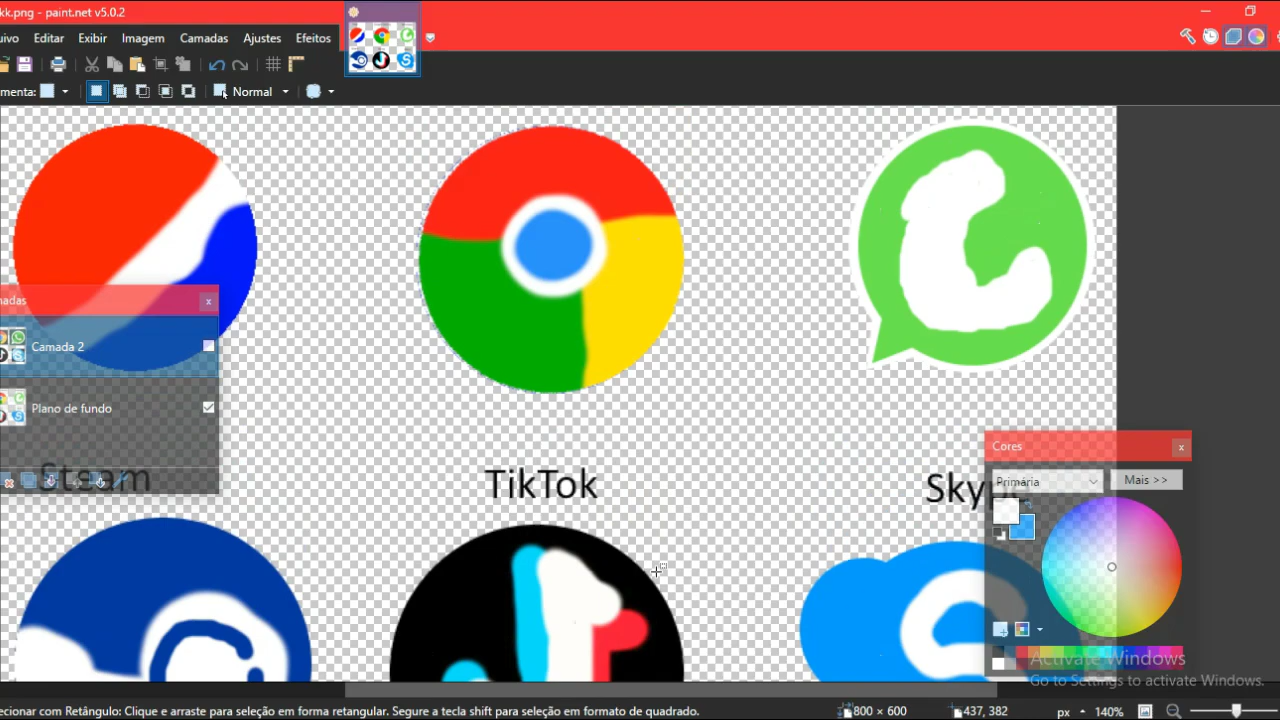 kk.png - paint.net v5.0.2
uivo Editar Exibir Imagem Camadas Ajustes Efeitos
menta: Normal
nadas x
Camada 2
Plano de fundo
Steam
TikTok
Skype
Cores x
Primária Mais >>
Activate Windows
Go to Settings to activate Windows.
ecionar com Retângulo: Clique e arraste para seleção em forma retangular. Segure a tecla shift para seleção em formato de quadrado. 800 × 600 437, 382 px 140%